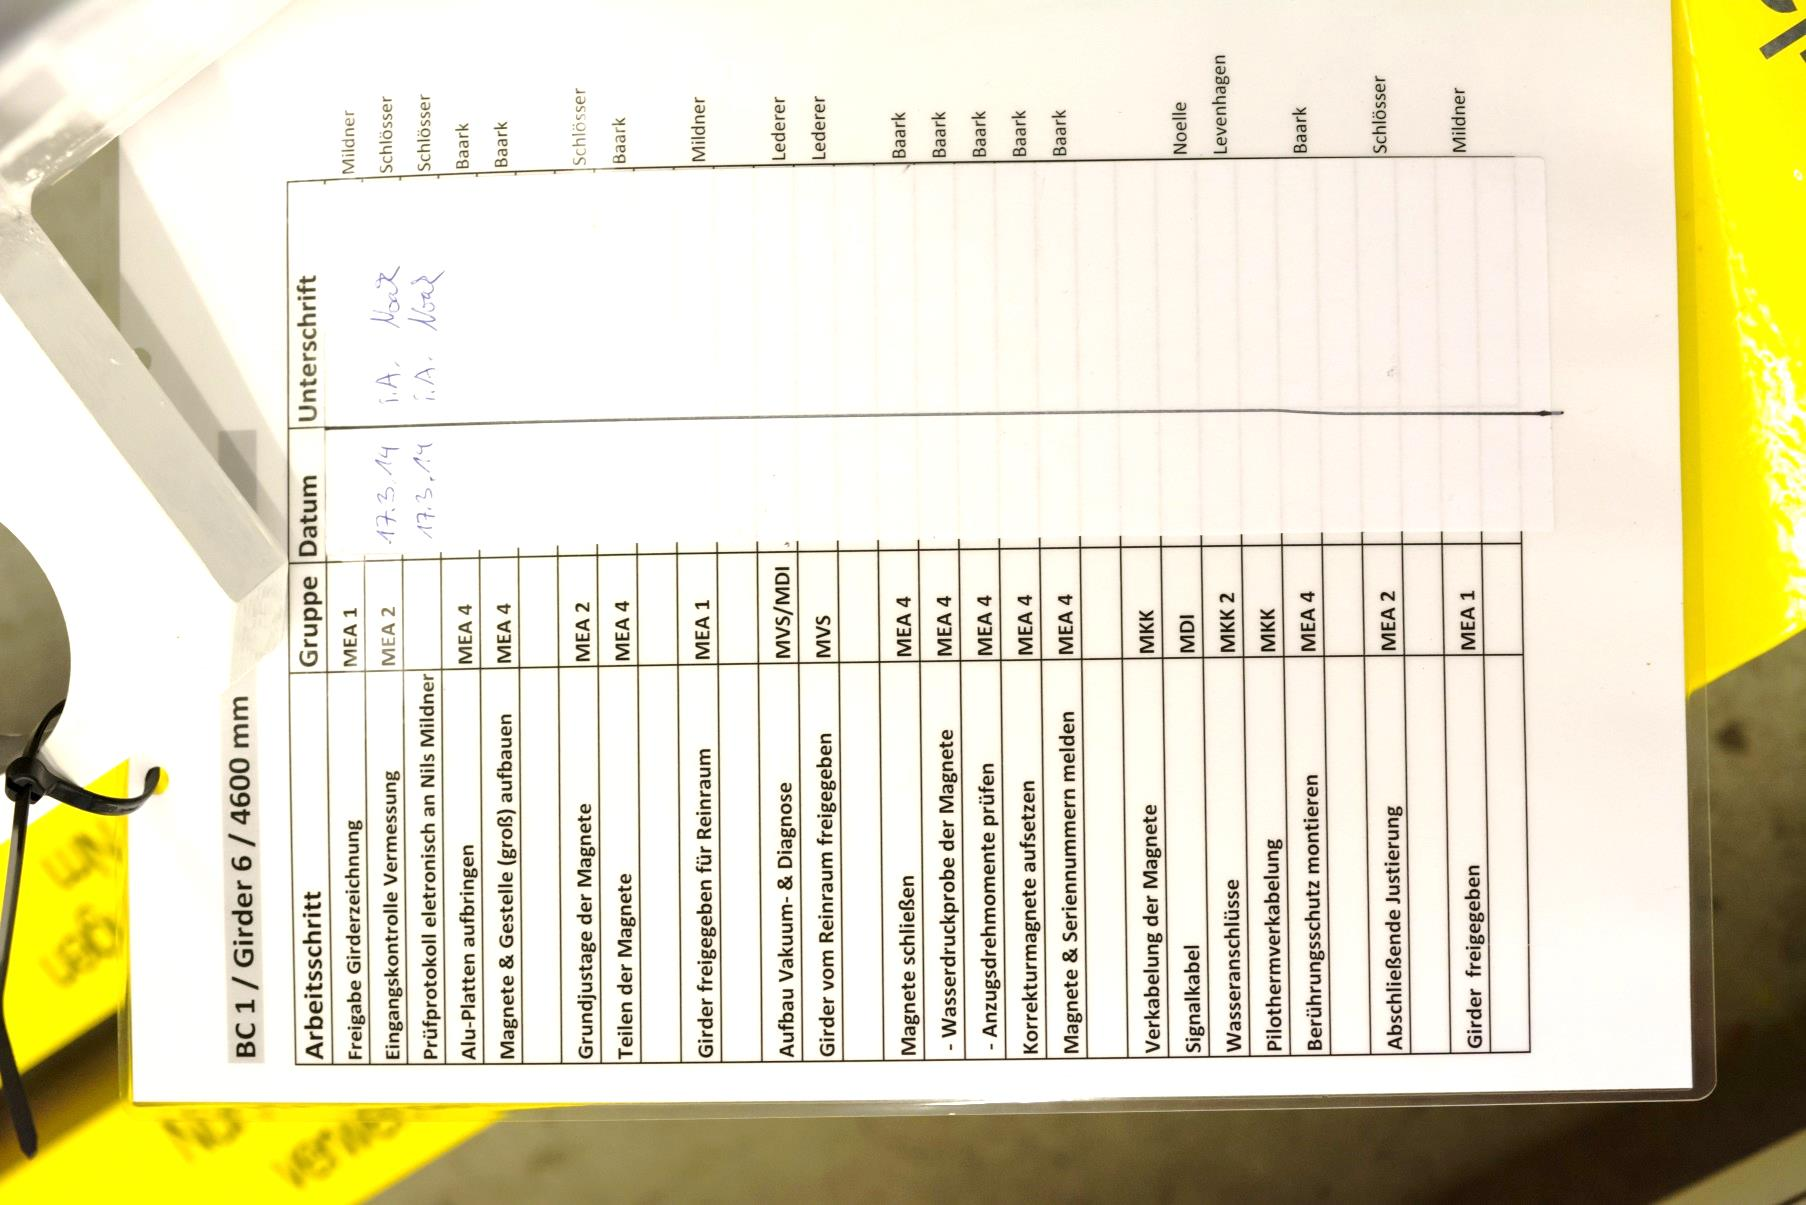 BC 1 / Girder 6 / 4600 mm
Arbeitsschritt Gruppe Datum Unterschrift
Freigabe Girderzeichnung MEA 1 Mildner
Eingangskontrolle Vermessung MEA 2 17.3.14 i.A. Noak Schlösser
Prüfprotokoll eletronisch an Nils Mildner 17.3.14 i.A. Noak Schlösser
Alu-Platten aufbringen MEA 4 Baark
Magnete & Gestelle (groß) aufbauen MEA 4 Baark
Grundjustage der Magnete MEA 2 Schlösser
Teilen der Magnete MEA 4 Baark
Girder freigegeben für Reinraum MEA 1 Mildner
Aufbau Vakuum- & Diagnose MVS/MDI Lederer
Girder vom Reinraum freigegeben MVS Lederer
Magnete schließen MEA 4 Baark
- Wasserdruckprobe der Magnete MEA 4 Baark
- Anzugsdrehmomente prüfen MEA 4 Baark
Korrekturmagnete aufsetzen MEA 4 Baark
Magnete & Seriennummern melden MEA 4 Baark
Verkabelung der Magnete MKK
Signalkabel MDI Noelle
Wasseranschlüsse MKK 2 Levenhagen
Pilothermverkabelung MKK
Berührungsschutz montieren MEA 4 Baark
Abschließende Justierung MEA 2 Schlösser
Girder freigegeben MEA 1 Mildner